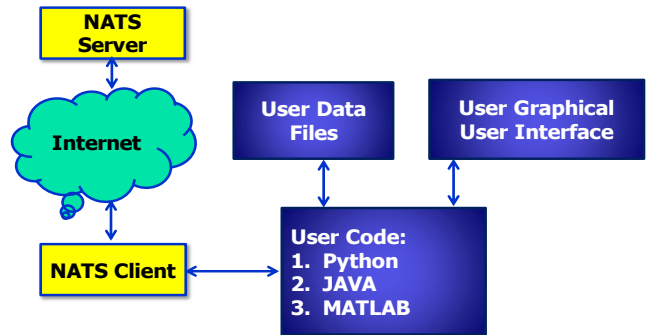 NATS
Server
Internet
NATS Client
User Data
Files
User Graphical
User Interface
User Code:
1. Python
2. JAVA
3. MATLAB